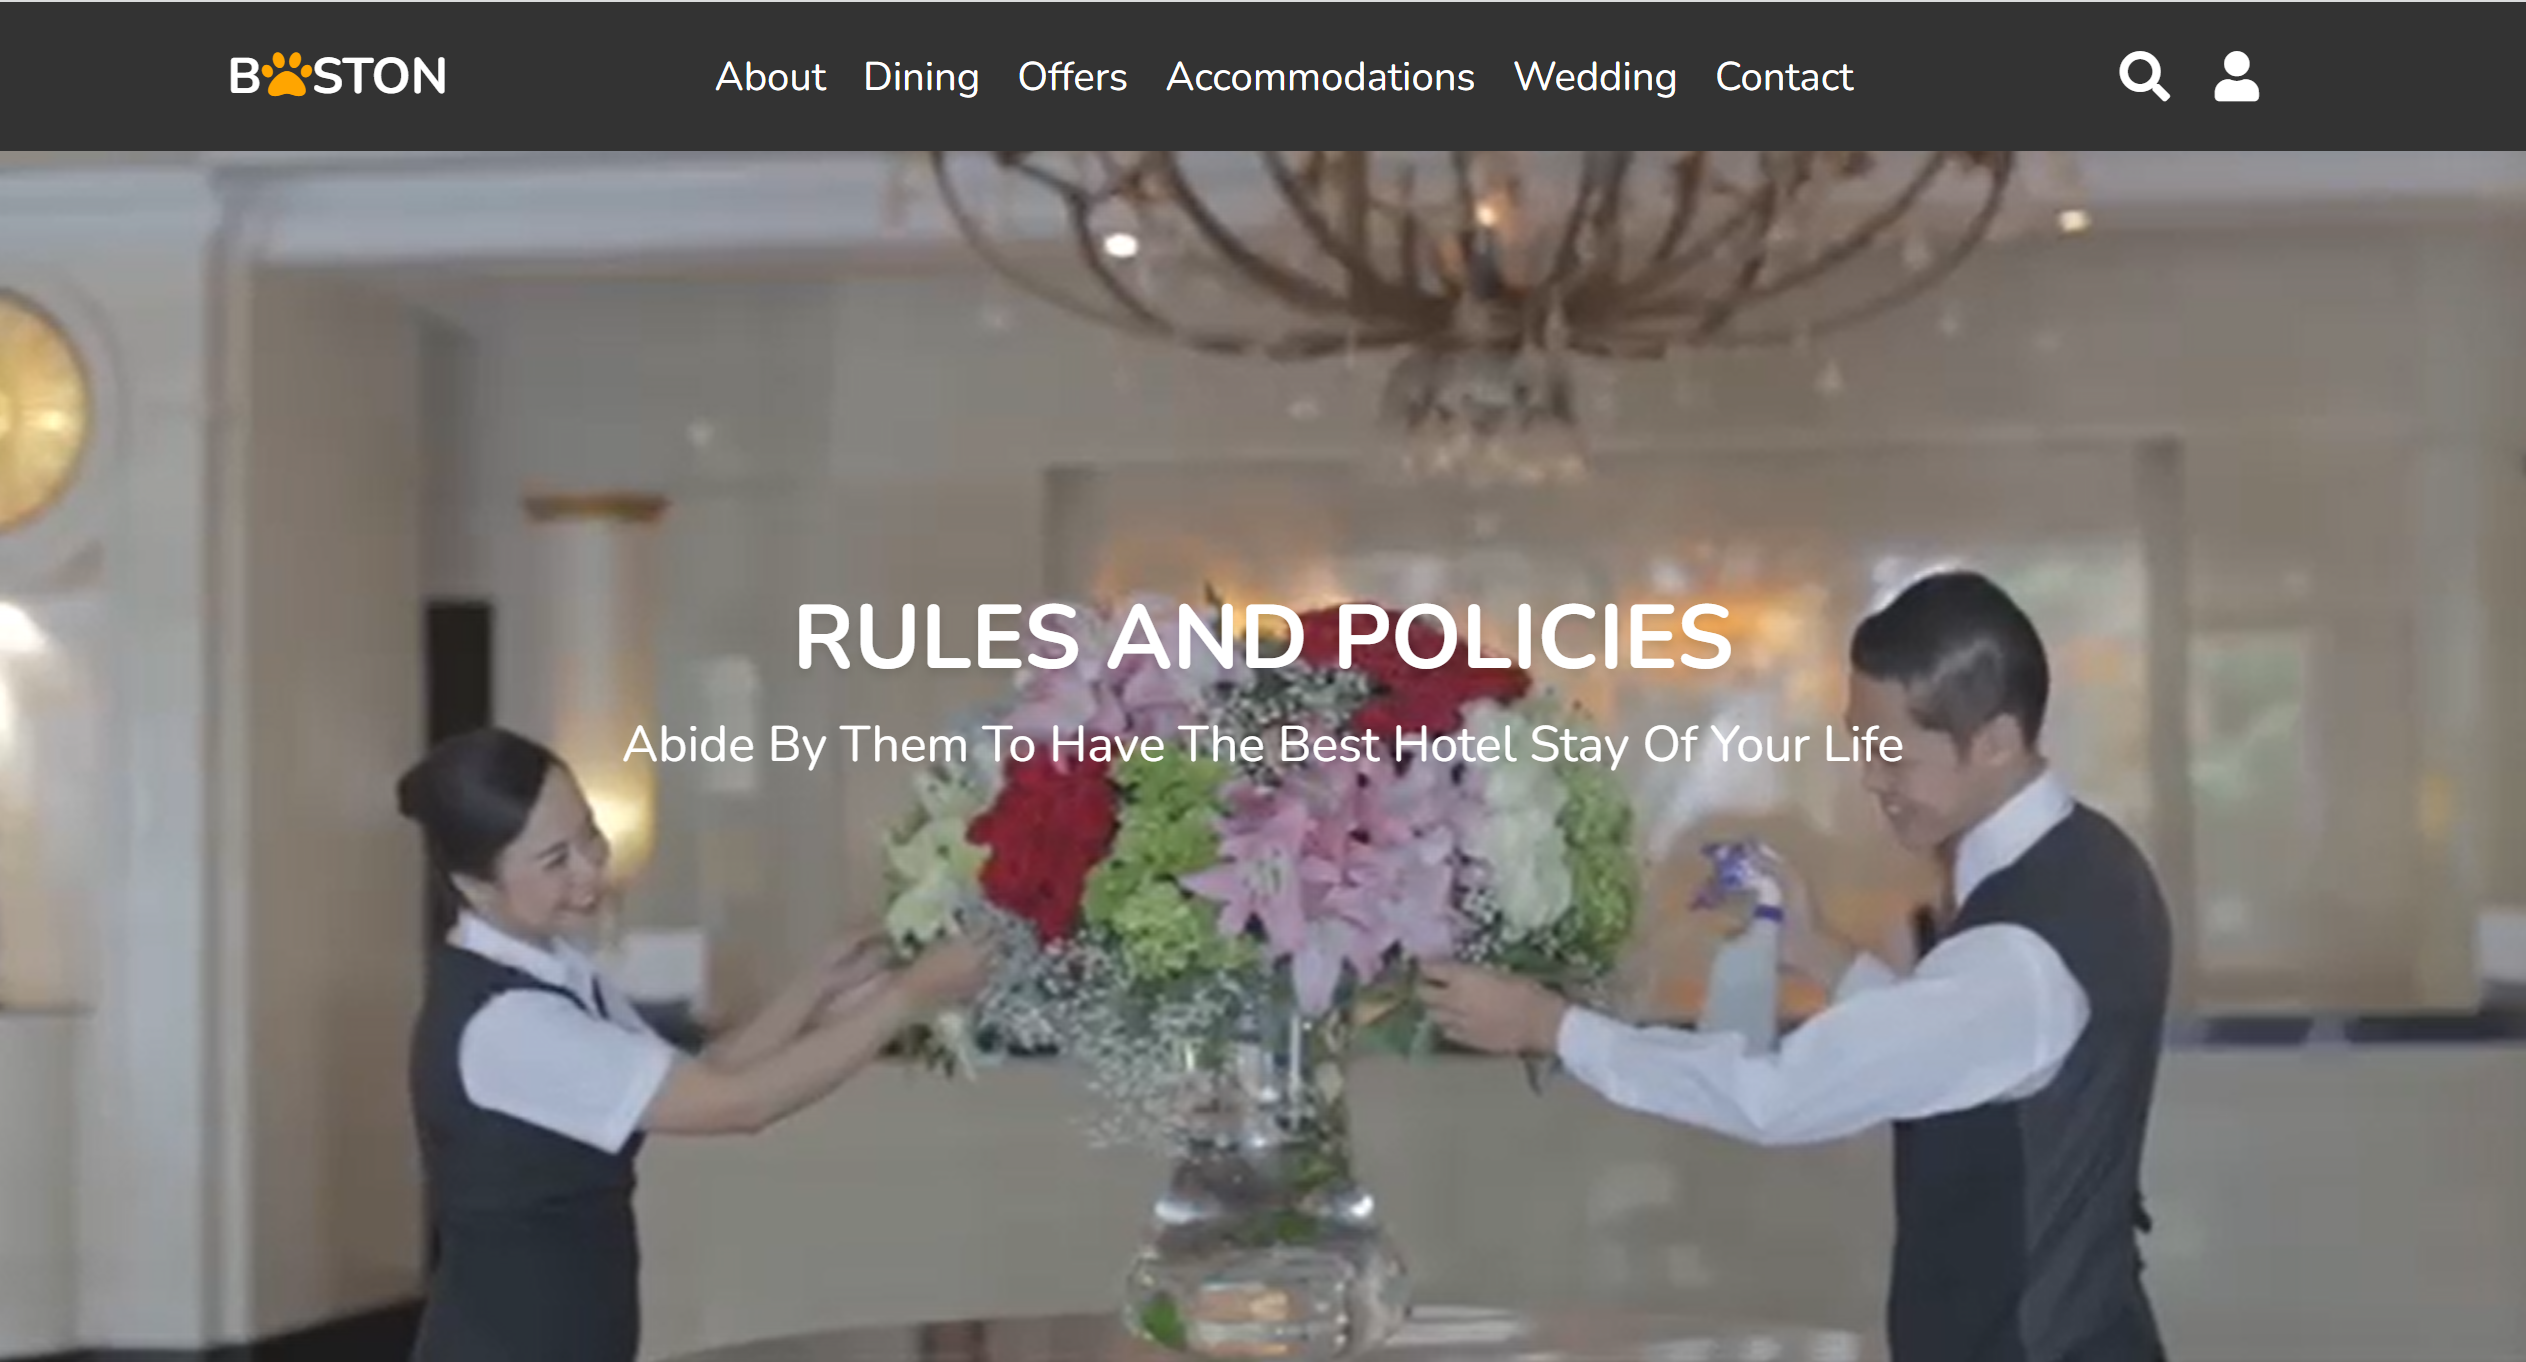 BOSTON
About Dining Offers Accommodations Wedding Contact
RULES AND POLICIES
Abide By Them To Have The Best Hotel Stay Of Your Life